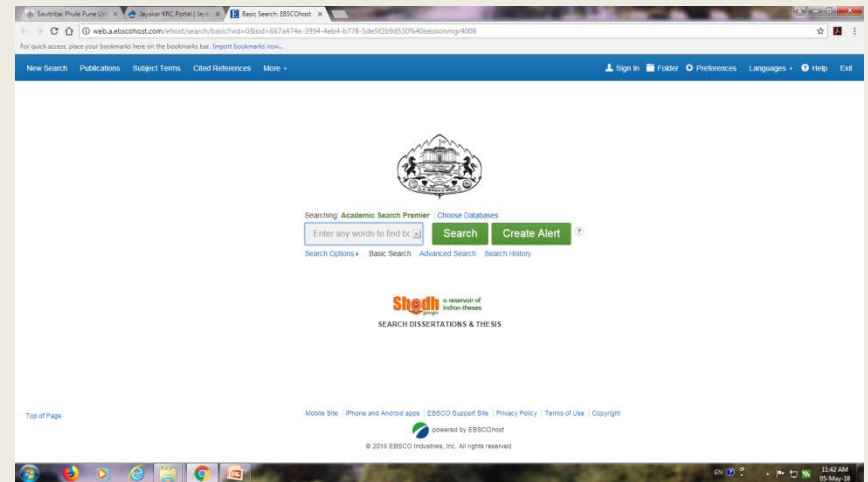 Savitribai Phule Pune Uni
Jayakar KRC Portal | Jaya
Basic Search: EBSCOhost
web.a.ebscohost.com/ehost/search/basic?vid=0&sid=667a474e-3994-4eb4-b778-5de5f2b9d530%40sessionmgr4008
For quick access, place your bookmarks here on the bookmarks bar. Import bookmarks now...
New Search Publications Subject Terms Cited References More Sign In Folder Preferences Languages Help Exit
Searching: Academic Search Premier | Choose Databases
Enter any words to find bo Search Create Alert ?
Search Options Basic Search Advanced Search Search History
Shodh ganga a reservoir of Indian theses
SEARCH DISSERTATIONS & THESIS
Top of Page
Mobile Site | iPhone and Android apps | EBSCO Support Site | Privacy Policy | Terms of Use | Copyright
powered by EBSCOhost
© 2018 EBSCO Industries, Inc. All rights reserved
EN
11:42 AM
05-May-18